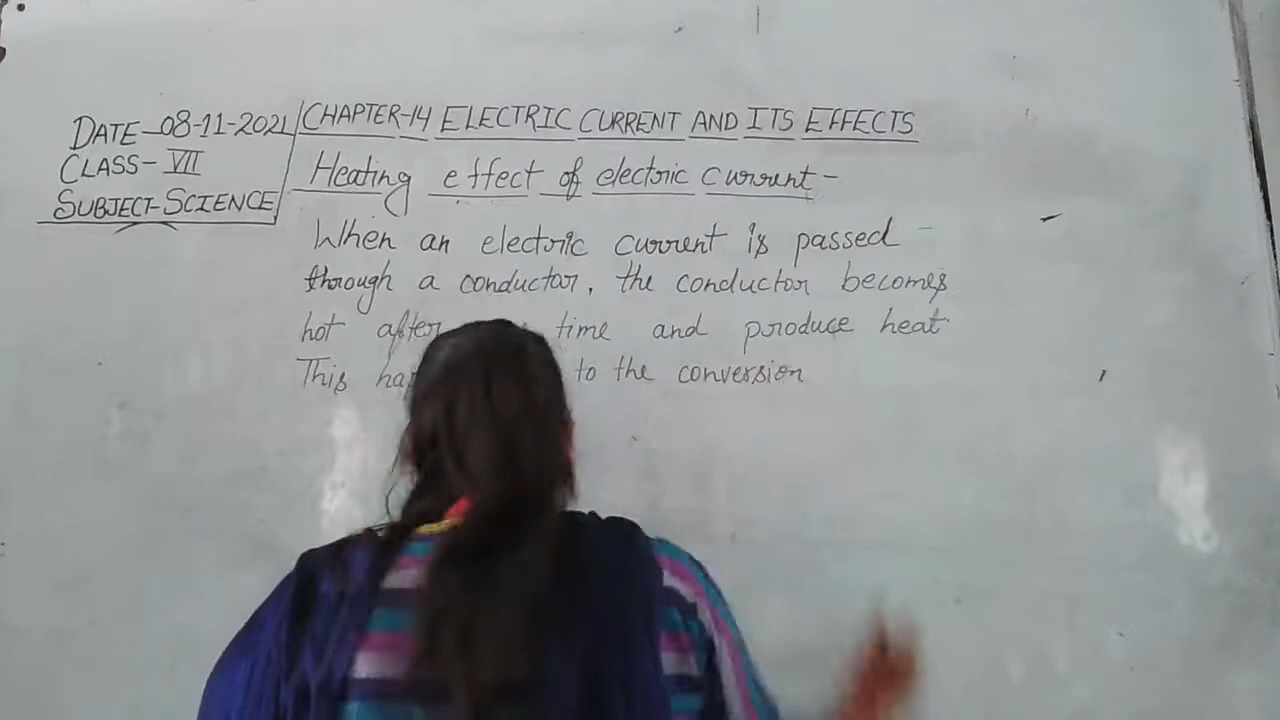 DATE-08-11-2021
CLASS-VII
SUBJECT-SCIENCE
CHAPTER-14 ELECTRIC CURRENT AND ITS EFFECTS
Heating effect of electric current-
When an electric current is passed
through a conductor, the conductor becomes
hot after time and produce heat.
This to the conversion